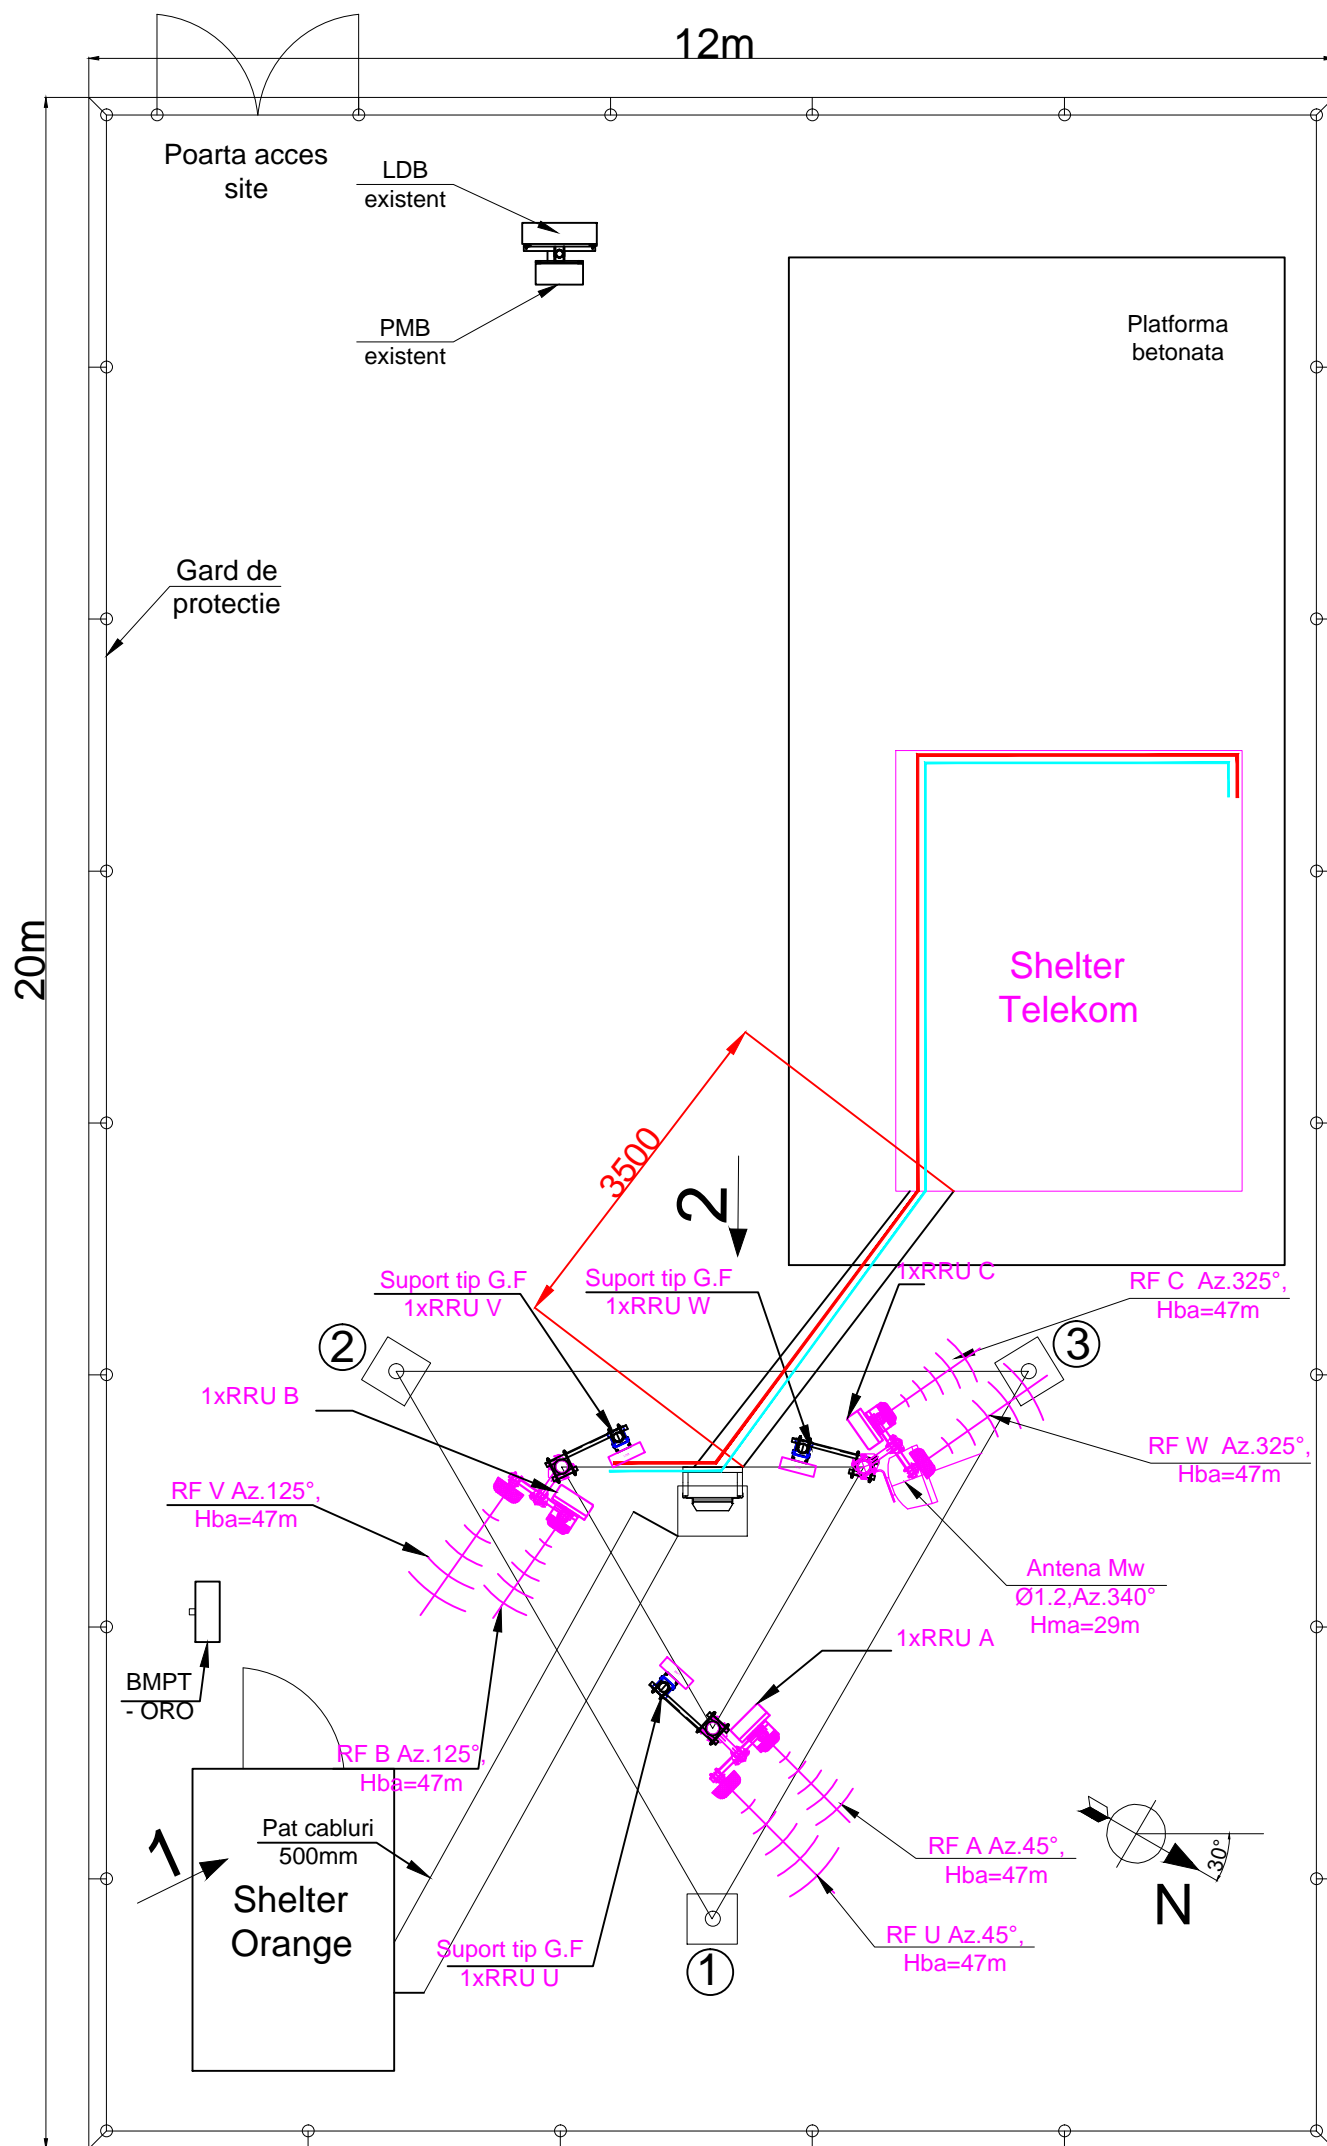 12m
Poarta acces
site
LDB
existent
PMB
existent
Platforma
betonata
Gard de
protectie
20m
Shelter
Telekom
3500
2
Suport tip G.F
1xRRU V
Suport tip G.F
1xRRU W
1xRRU C
RF C  Az.325°,
Hba=47m
2
3
1xRRU B
RF W  Az.325°,
Hba=47m
RF V Az.125°,
Hba=47m
Antena Mw
Ø1.2,Az.340°
Hma=29m
1xRRU A
BMPT
- ORO
RF B Az.125°,
Hba=47m
Pat cabluri
500mm
1
RF A Az.45°,
Hba=47m
30°
N
Shelter
Orange
Suport tip G.F
1xRRU U
RF U Az.45°,
Hba=47m
1